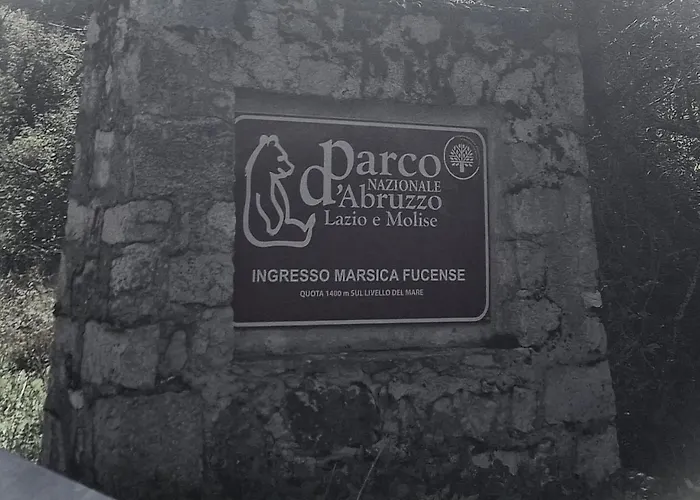 Parco
NAZIONALE
d'Abruzzo
Lazio e Molise
INGRESSO MARSICA FUCENSE
QUOTA 1400 m SUL LIVELLO DEL MARE